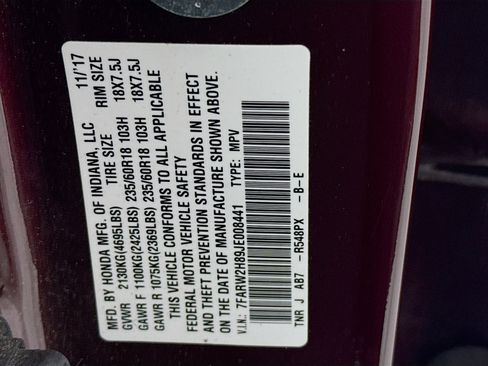 MFD. BY HONDA MFG. OF INDIANA, LLC 11/'17
GVWR 2130KG(4695LBS) TIRE SIZE RIM SIZE
GAWR F 1100KG(2425LBS) 235/60R18 103H 18X7.5J
GAWR R 1075KG(2369LBS) 235/60R18 103H 18X7.5J
THIS VEHICLE CONFORMS TO ALL APPLICABLE
FEDERAL MOTOR VEHICLE SAFETY
AND THEFT PREVENTION STANDARDS IN EFFECT
ON THE DATE OF MANUFACTURE SHOWN ABOVE.
V.I.N.: 7FARW2H89JE008441 TYPE: MPV
TNR J AB7 -R548PX -B-E